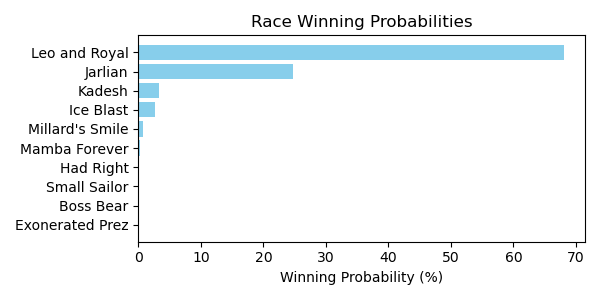 Race Winning Probabilities
Leo and Royal
Jarlian
Kadesh
Ice Blast
Millard's Smile
Mamba Forever
Had Right
Small Sailor
Boss Bear
Exonerated Prez
0 10 20 30 40 50 60 70
Winning Probability (%)